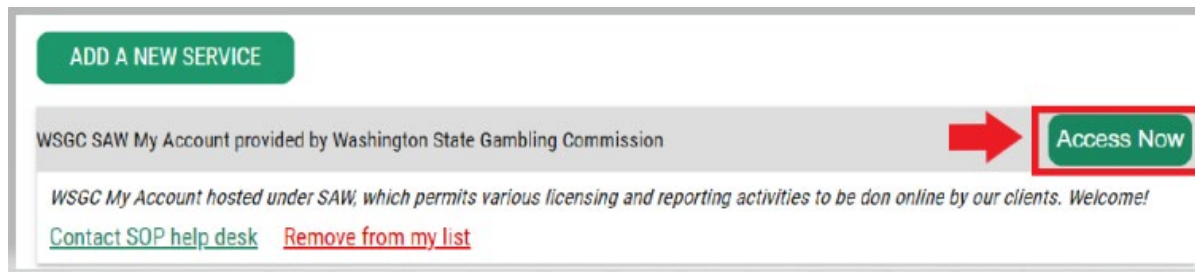 ADD A NEW SERVICE
WSGC SAW My Account provided by Washington State Gambling Commission
Access Now
WSGC My Account hosted under SAW, which permits various licensing and reporting activities to be don online by our clients. Welcome!
Contact SOP help desk Remove from my list